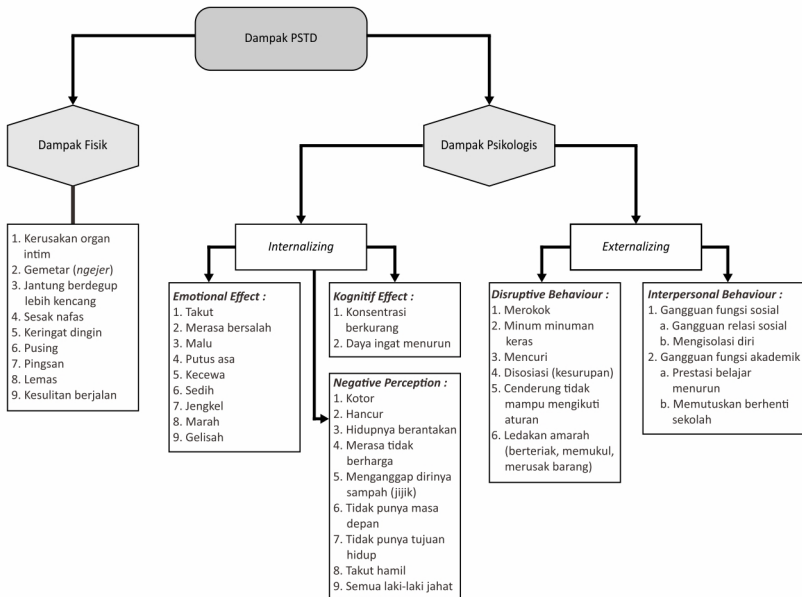 Dampak PSTD
Dampak Fisik
Dampak Psikologis
1. Kerusakan organ
intim
2. Gemetar (ngejer)
3. Jantung berdegup
lebih kencang
4. Sesak nafas
5. Keringat dingin
6. Pusing
7. Pingsan
8. Lemas
9. Kesulitan berjalan
Internalizing
Externalizing
Emotional Effect :
1. Takut
2. Merasa bersalah
3. Malu
4. Putus asa
5. Kecewa
6. Sedih
7. Jengkel
8. Marah
9. Gelisah
Kognitif Effect :
1. Konsentrasi
berkurang
2. Daya ingat menurun
Negative Perception :
1. Kotor
2. Hancur
3. Hidupnya berantakan
4. Merasa tidak
berharga
5. Menganggap dirinya
sampah (jijik)
6. Tidak punya masa
depan
7. Tidak punya tujuan
hidup
8. Takut hamil
9. Semua laki-laki jahat
Disruptive Behaviour :
1. Merokok
2. Minum minuman
keras
3. Mencuri
4. Disosiasi (kesurupan)
5. Cenderung tidak
mampu mengikuti
aturan
6. Ledakan amarah
(berteriak, memukul,
merusak barang)
Interpersonal Behaviour :
1. Gangguan fungsi sosial
a. Gangguan relasi sosial
b. Mengisolasi diri
2. Gangguan fungsi akademik
a. Prestasi belajar
menurun
b. Memutuskan berhenti
sekolah